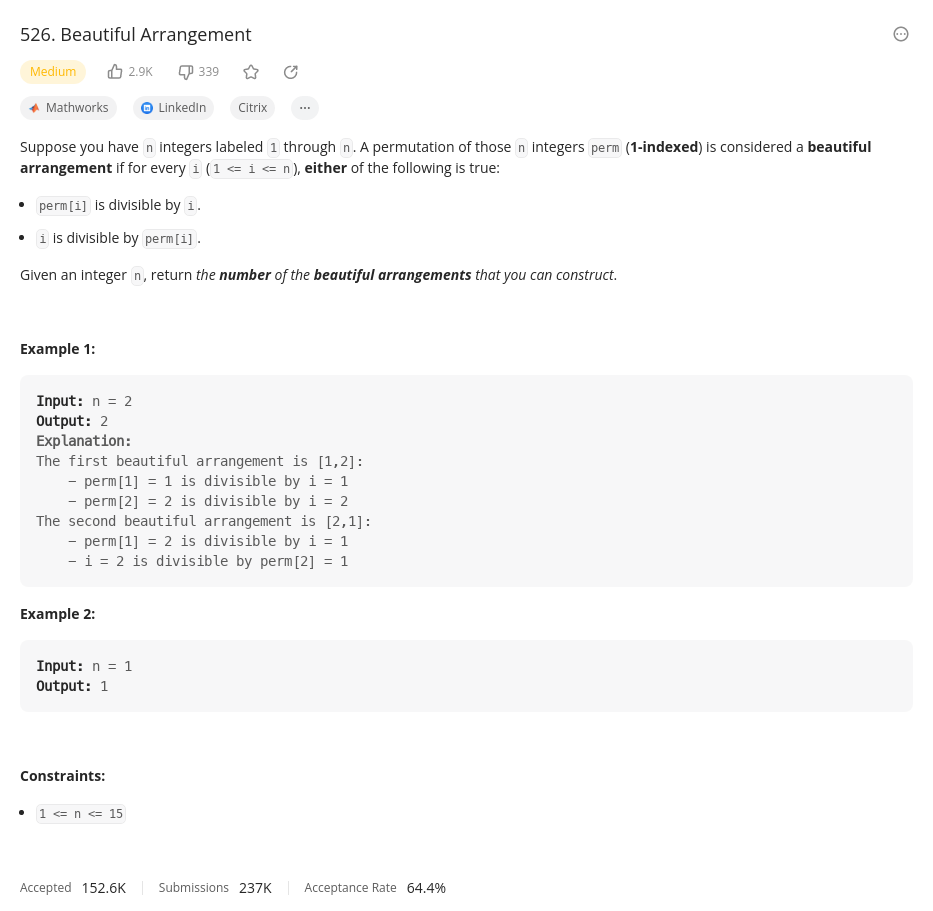 526. Beautiful Arrangement
Medium 2.9K 339
Mathworks LinkedIn Citrix ...
Suppose you have n integers labeled 1 through n. A permutation of those n integers perm (1-indexed) is considered a beautiful
arrangement if for every i (1 <= i <= n), either of the following is true:
• perm[i] is divisible by i.
• i is divisible by perm[i].
Given an integer n, return the number of the beautiful arrangements that you can construct.
Example 1:
Input: n = 2
Output: 2
Explanation:
The first beautiful arrangement is [1,2]:
    - perm[1] = 1 is divisible by i = 1
    - perm[2] = 2 is divisible by i = 2
The second beautiful arrangement is [2,1]:
    - perm[1] = 2 is divisible by i = 1
    - i = 2 is divisible by perm[2] = 1
Example 2:
Input: n = 1
Output: 1
Constraints:
• 1 <= n <= 15
Accepted 152.6K Submissions 237K Acceptance Rate 64.4%